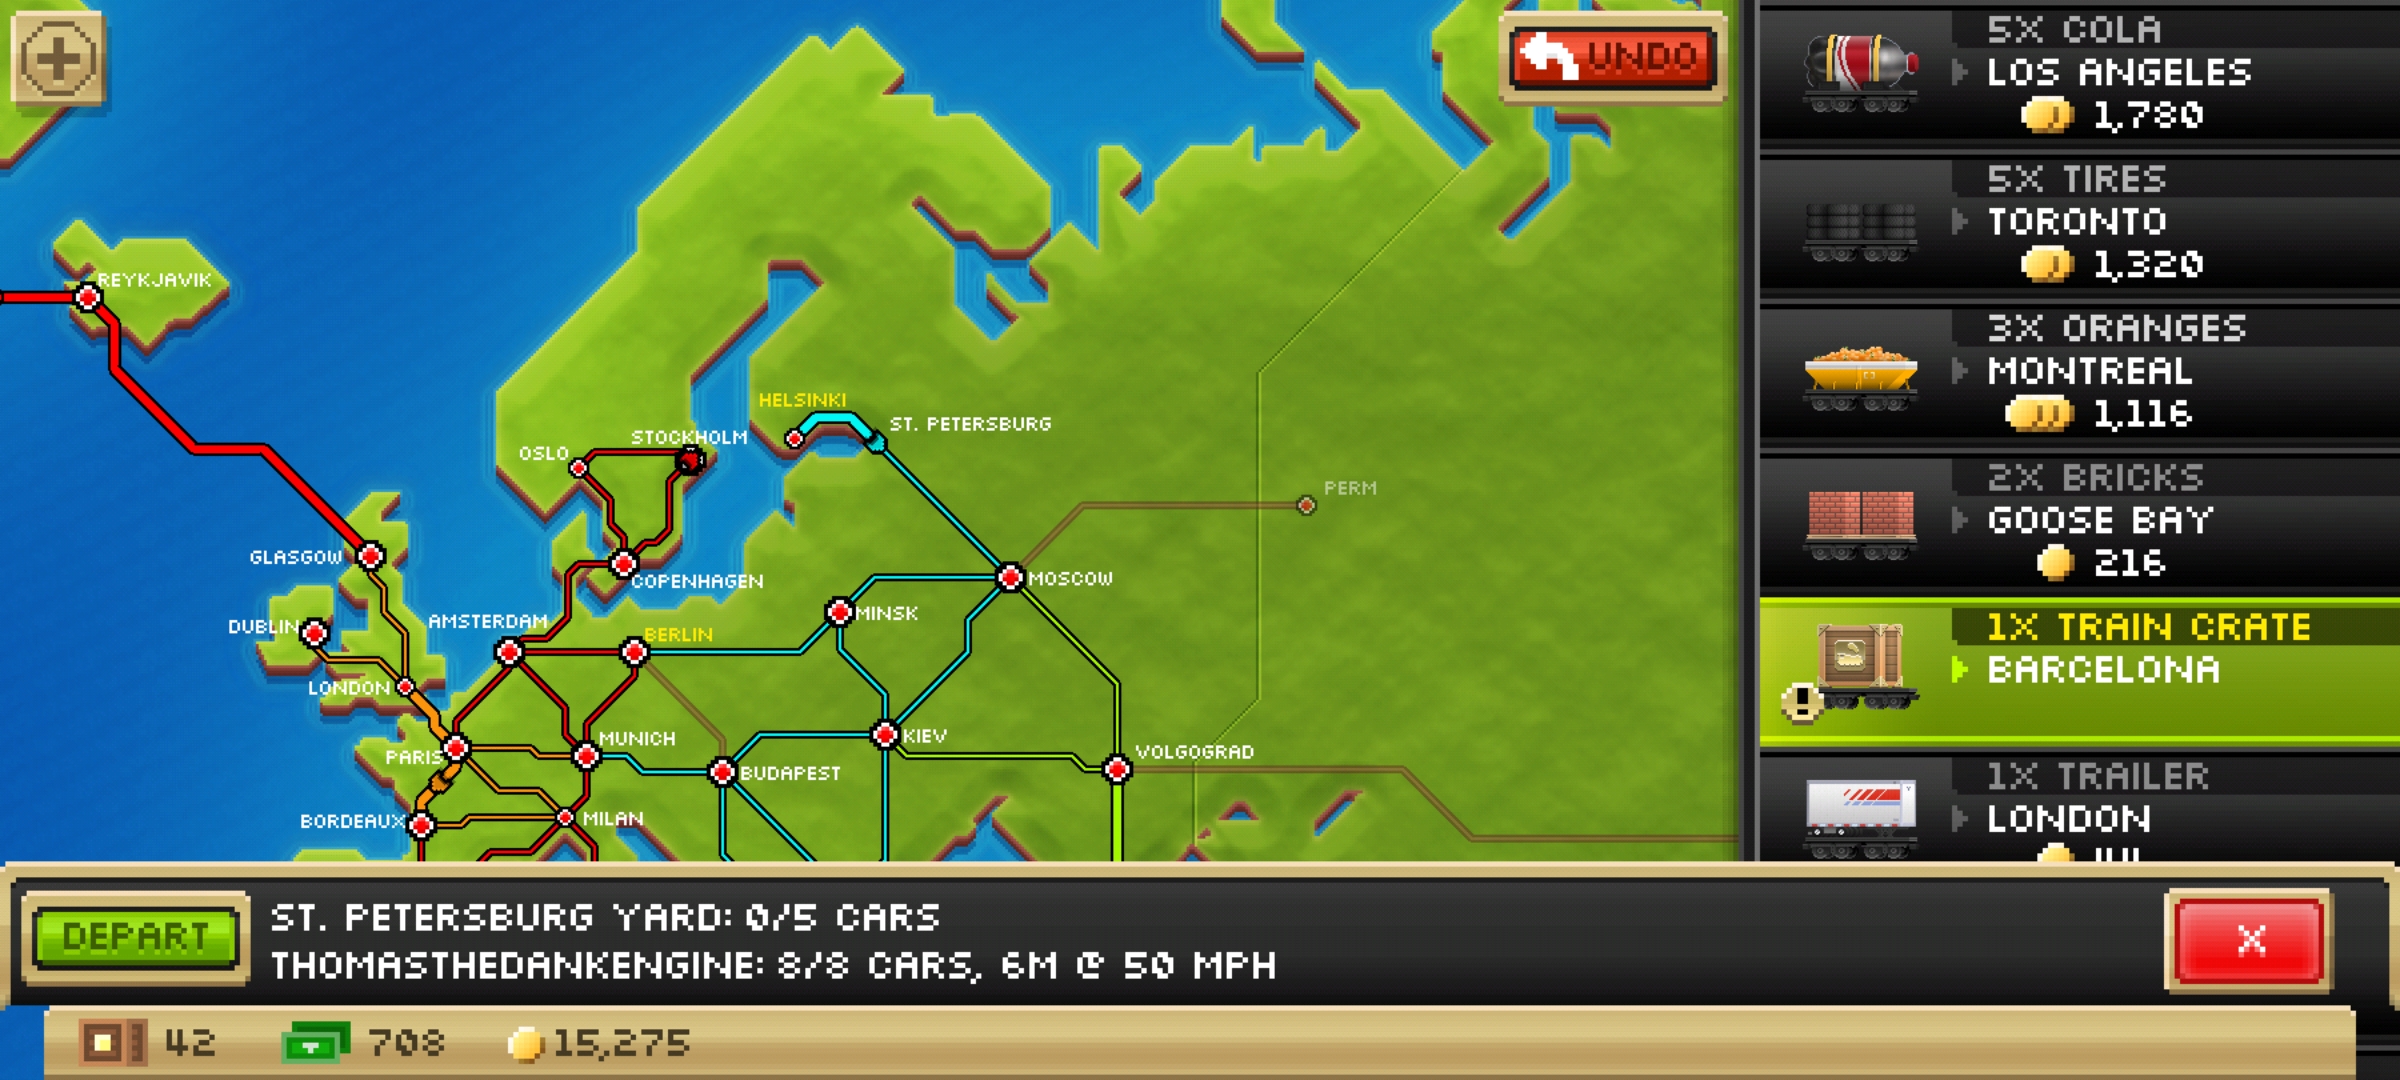 UNDO
REYKJAVIK
HELSINKI
ST. PETERSBURG
STOCKHOLM
OSLO
PERM
GLASGOW
COPENHAGEN
MOSCOW
DUBLIN
AMSTERDAM
MINSK
BERLIN
LONDON
MUNICH
KIEV
PARIS
BUDAPEST
VOLGOGRAD
BORDEAUX
MILAN
5X COLA
LOS ANGELES
1,780
5X TIRES
TORONTO
1,320
3X ORANGES
MONTREAL
1,116
2X BRICKS
GOOSE BAY
216
1X TRAIN CRATE
BARCELONA
1X TRAILER
LONDON
DEPART
ST. PETERSBURG YARD: 0/5 CARS
THOMASTHEDANKENGINE: 8/8 CARS, 6M @ 50 MPH
X
42
708
15,275